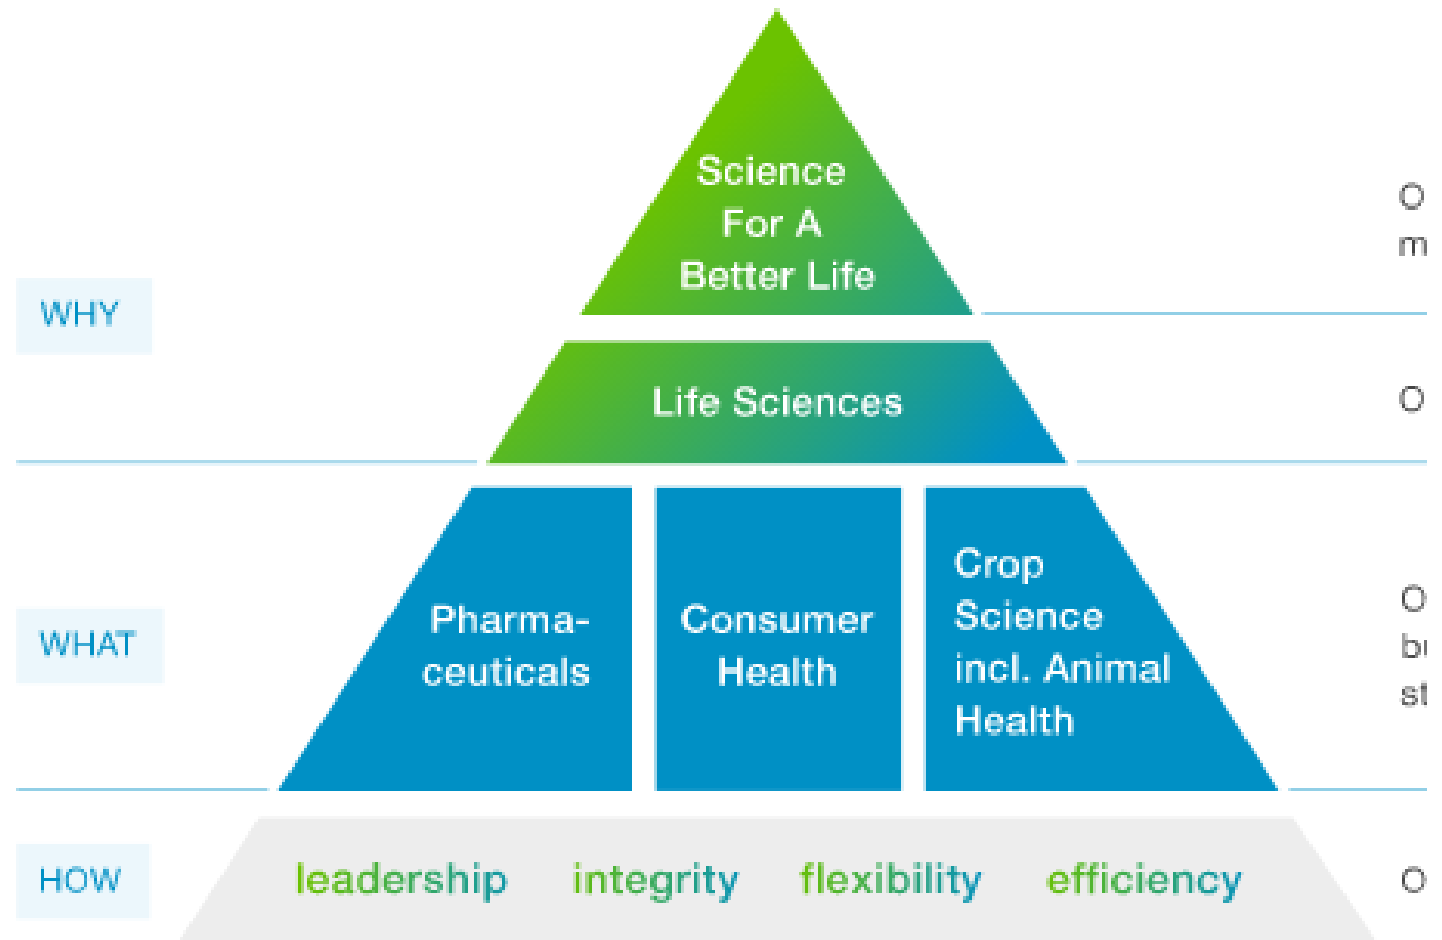 Science
For A
Better Life
WHY
Life Sciences
Pharma-
ceuticals
Consumer
Health
Crop
Science
incl. Animal
Health
WHAT
HOW
leadership integrity flexibility efficiency